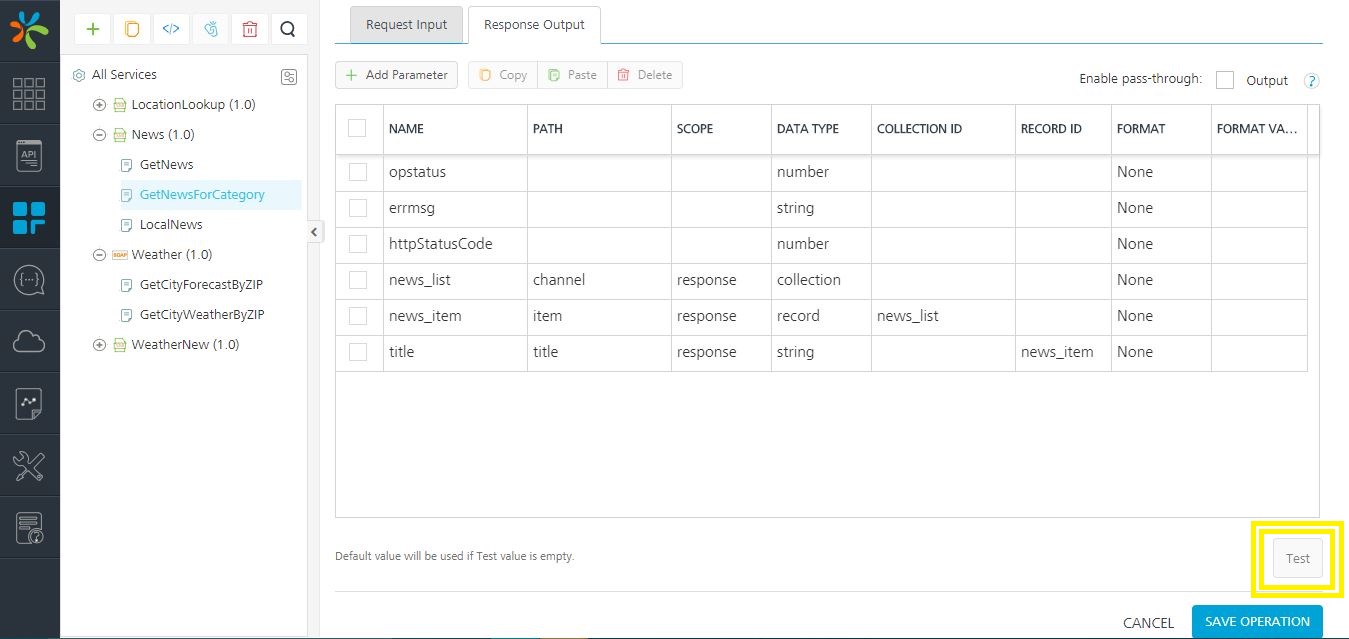 Request Input
Response Output
Add Parameter
Copy
Paste
Delete
Enable pass-through:
Output
?
API
{···}
</>
All Services
LocationLookup (1.0)
News (1.0)
GetNews
GetNewsForCategory
LocalNews
SOAP Weather (1.0)
GetCityForecastByZIP
GetCityWeatherByZIP
WeatherNew (1.0)
NAME PATH SCOPE DATA TYPE COLLECTION ID RECORD ID FORMAT FORMAT VA...
opstatus number None
errmsg string None
httpStatusCode number None
news_list channel response collection None
news_item item response record news_list None
title title response string news_item None
Default value will be used if Test value is empty.
Test
CANCEL
SAVE OPERATION